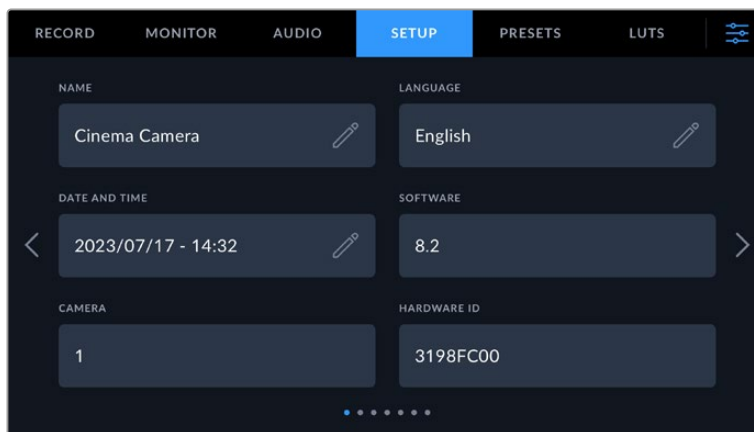 RECORD MONITOR AUDIO SETUP PRESETS LUTS
NAME
Cinema Camera
LANGUAGE
English
DATE AND TIME
2023/07/17 - 14:32
SOFTWARE
8.2
CAMERA
1
HARDWARE ID
3198FC00